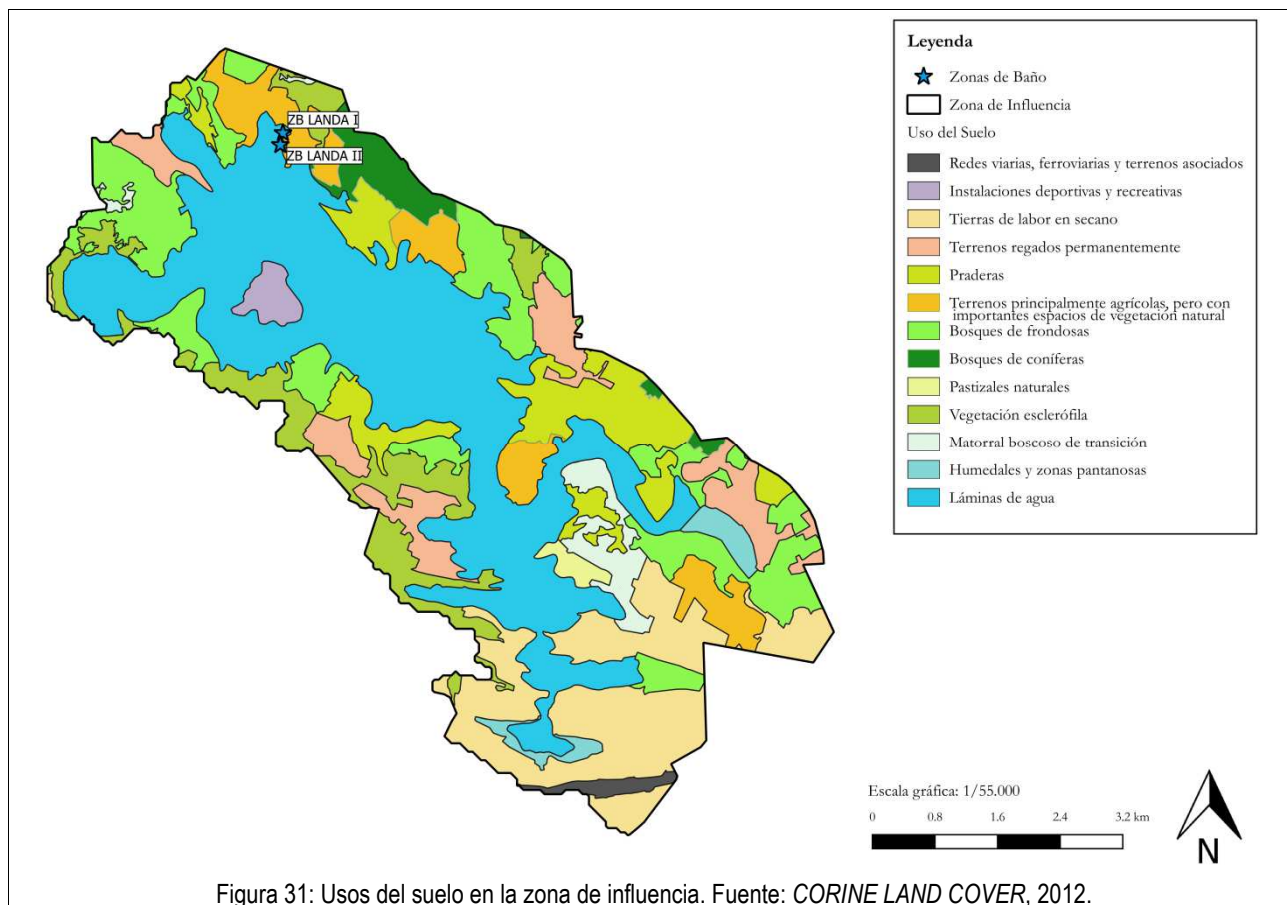 ZB LANDA I
ZB LANDA II
Leyenda
Zonas de Baño
Zona de Influencia
Uso del Suelo
Redes viarias, ferroviarias y terrenos asociados
Instalaciones deportivas y recreativas
Tierras de labor en secano
Terrenos regados permanentemente
Praderas
Terrenos principalmente agrícolas, pero con
importantes espacios de vegetación natural
Bosques de frondosas
Bosques de coníferas
Pastizales naturales
Vegetación esclerófila
Matorral boscoso de transición
Humedales y zonas pantanosas
Láminas de agua
Escala gráfica: 1/55.000
0 0.8 1.6 2.4 3.2 km
N
Figura 31: Usos del suelo en la zona de influencia. Fuente: CORINE LAND COVER, 2012.